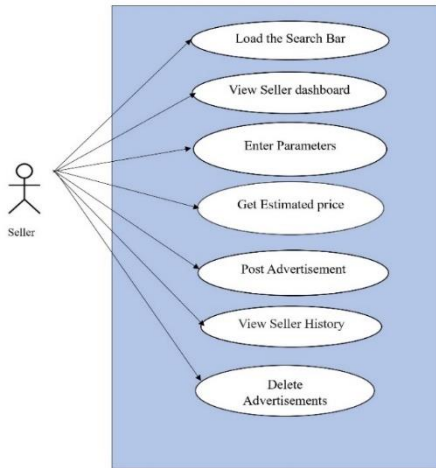 Load the Search Bar
View Seller dashboard
Enter Parameters
Get Estimated price
Seller
Post Advertisement
View Seller History
Delete
Advertisements